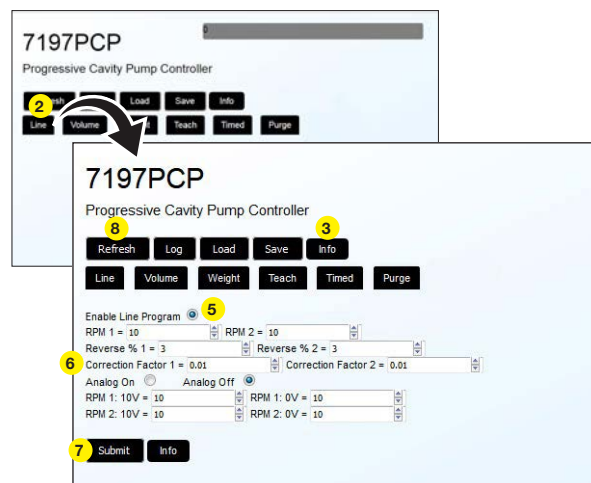 0
7197PCP
Progressive Cavity Pump Controller
2 Load Save Info
Line Volume Teach Timed Purge
7197PCP
Progressive Cavity Pump Controller
8 3
Refresh Log Load Save Info
Line Volume Weight Teach Timed Purge
Enable Line Program 5
RPM 1 = 10 RPM 2 = 10
Reverse % 1 = 3 Reverse % 2 = 3
6 Correction Factor 1 = 0.01 Correction Factor 2 = 0.01
Analog On Analog Off
RPM 1: 10V = 10 RPM 1: 0V = 10
RPM 2: 10V = 10 RPM 2: 0V = 10
7 Submit Info